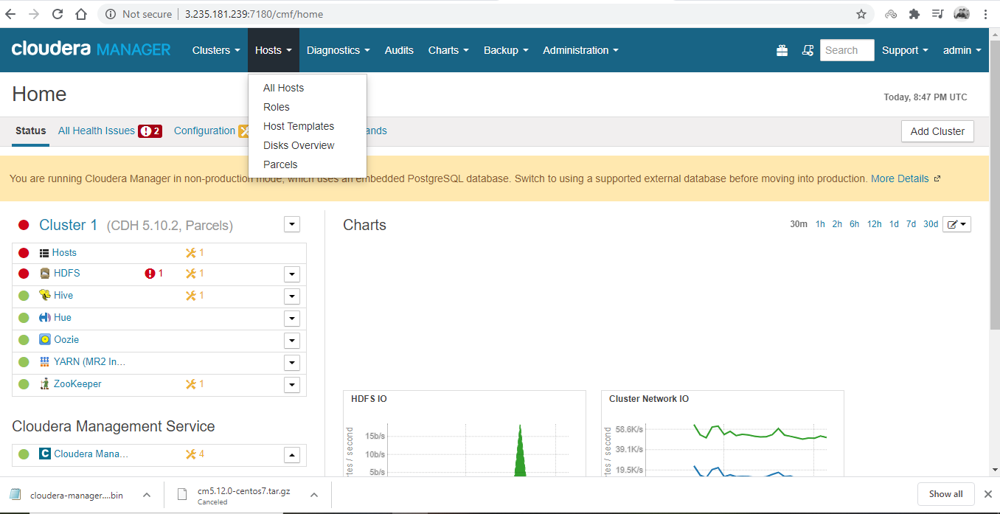 Not secure | 3.235.181.239:7180/cmf/home
cloudera MANAGER Clusters Hosts Diagnostics Audits Charts Backup Administration Search Support admin
All Hosts
Roles
Host Templates
Disks Overview
Parcels
Home
Today, 8:47 PM UTC
Status All Health Issues 2 Configuration ands Add Cluster
You are running Cloudera Manager in non-production mode, which uses an embedded PostgreSQL database. Switch to using a supported external database before moving into production. More Details
Cluster 1 (CDH 5.10.2, Parcels)
Hosts 1
HDFS 1 1
Hive 1
Hue
Oozie
YARN (MR2 In...
ZooKeeper 1
Cloudera Management Service
C Cloudera Mana... 4
Charts
30m 1h 2h 6h 12h 1d 7d 30d
HDFS IO
tes / second
15b/s
10b/s
5b/s
Cluster Network IO
tes / second
58.6K/s
39.1K/s
19.5K/s
cloudera-manager....bin
cm5.12.0-centos7.tar.gz
Canceled
Show all